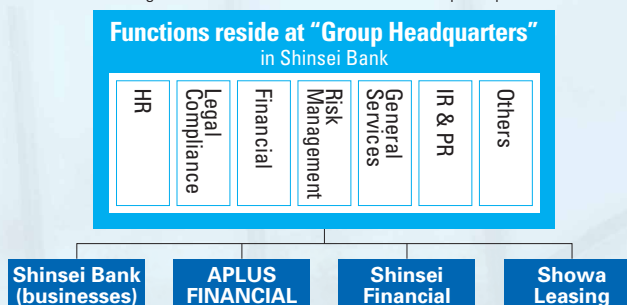 Functions reside at “Group Headquarters”
in Shinsei Bank
HR
Legal
Compliance
Financial
Risk
Management
General
Services
IR & PR
Others
Shinsei Bank
(businesses)
APLUS
FINANCIAL
Shinsei
Financial
Showa
Leasing